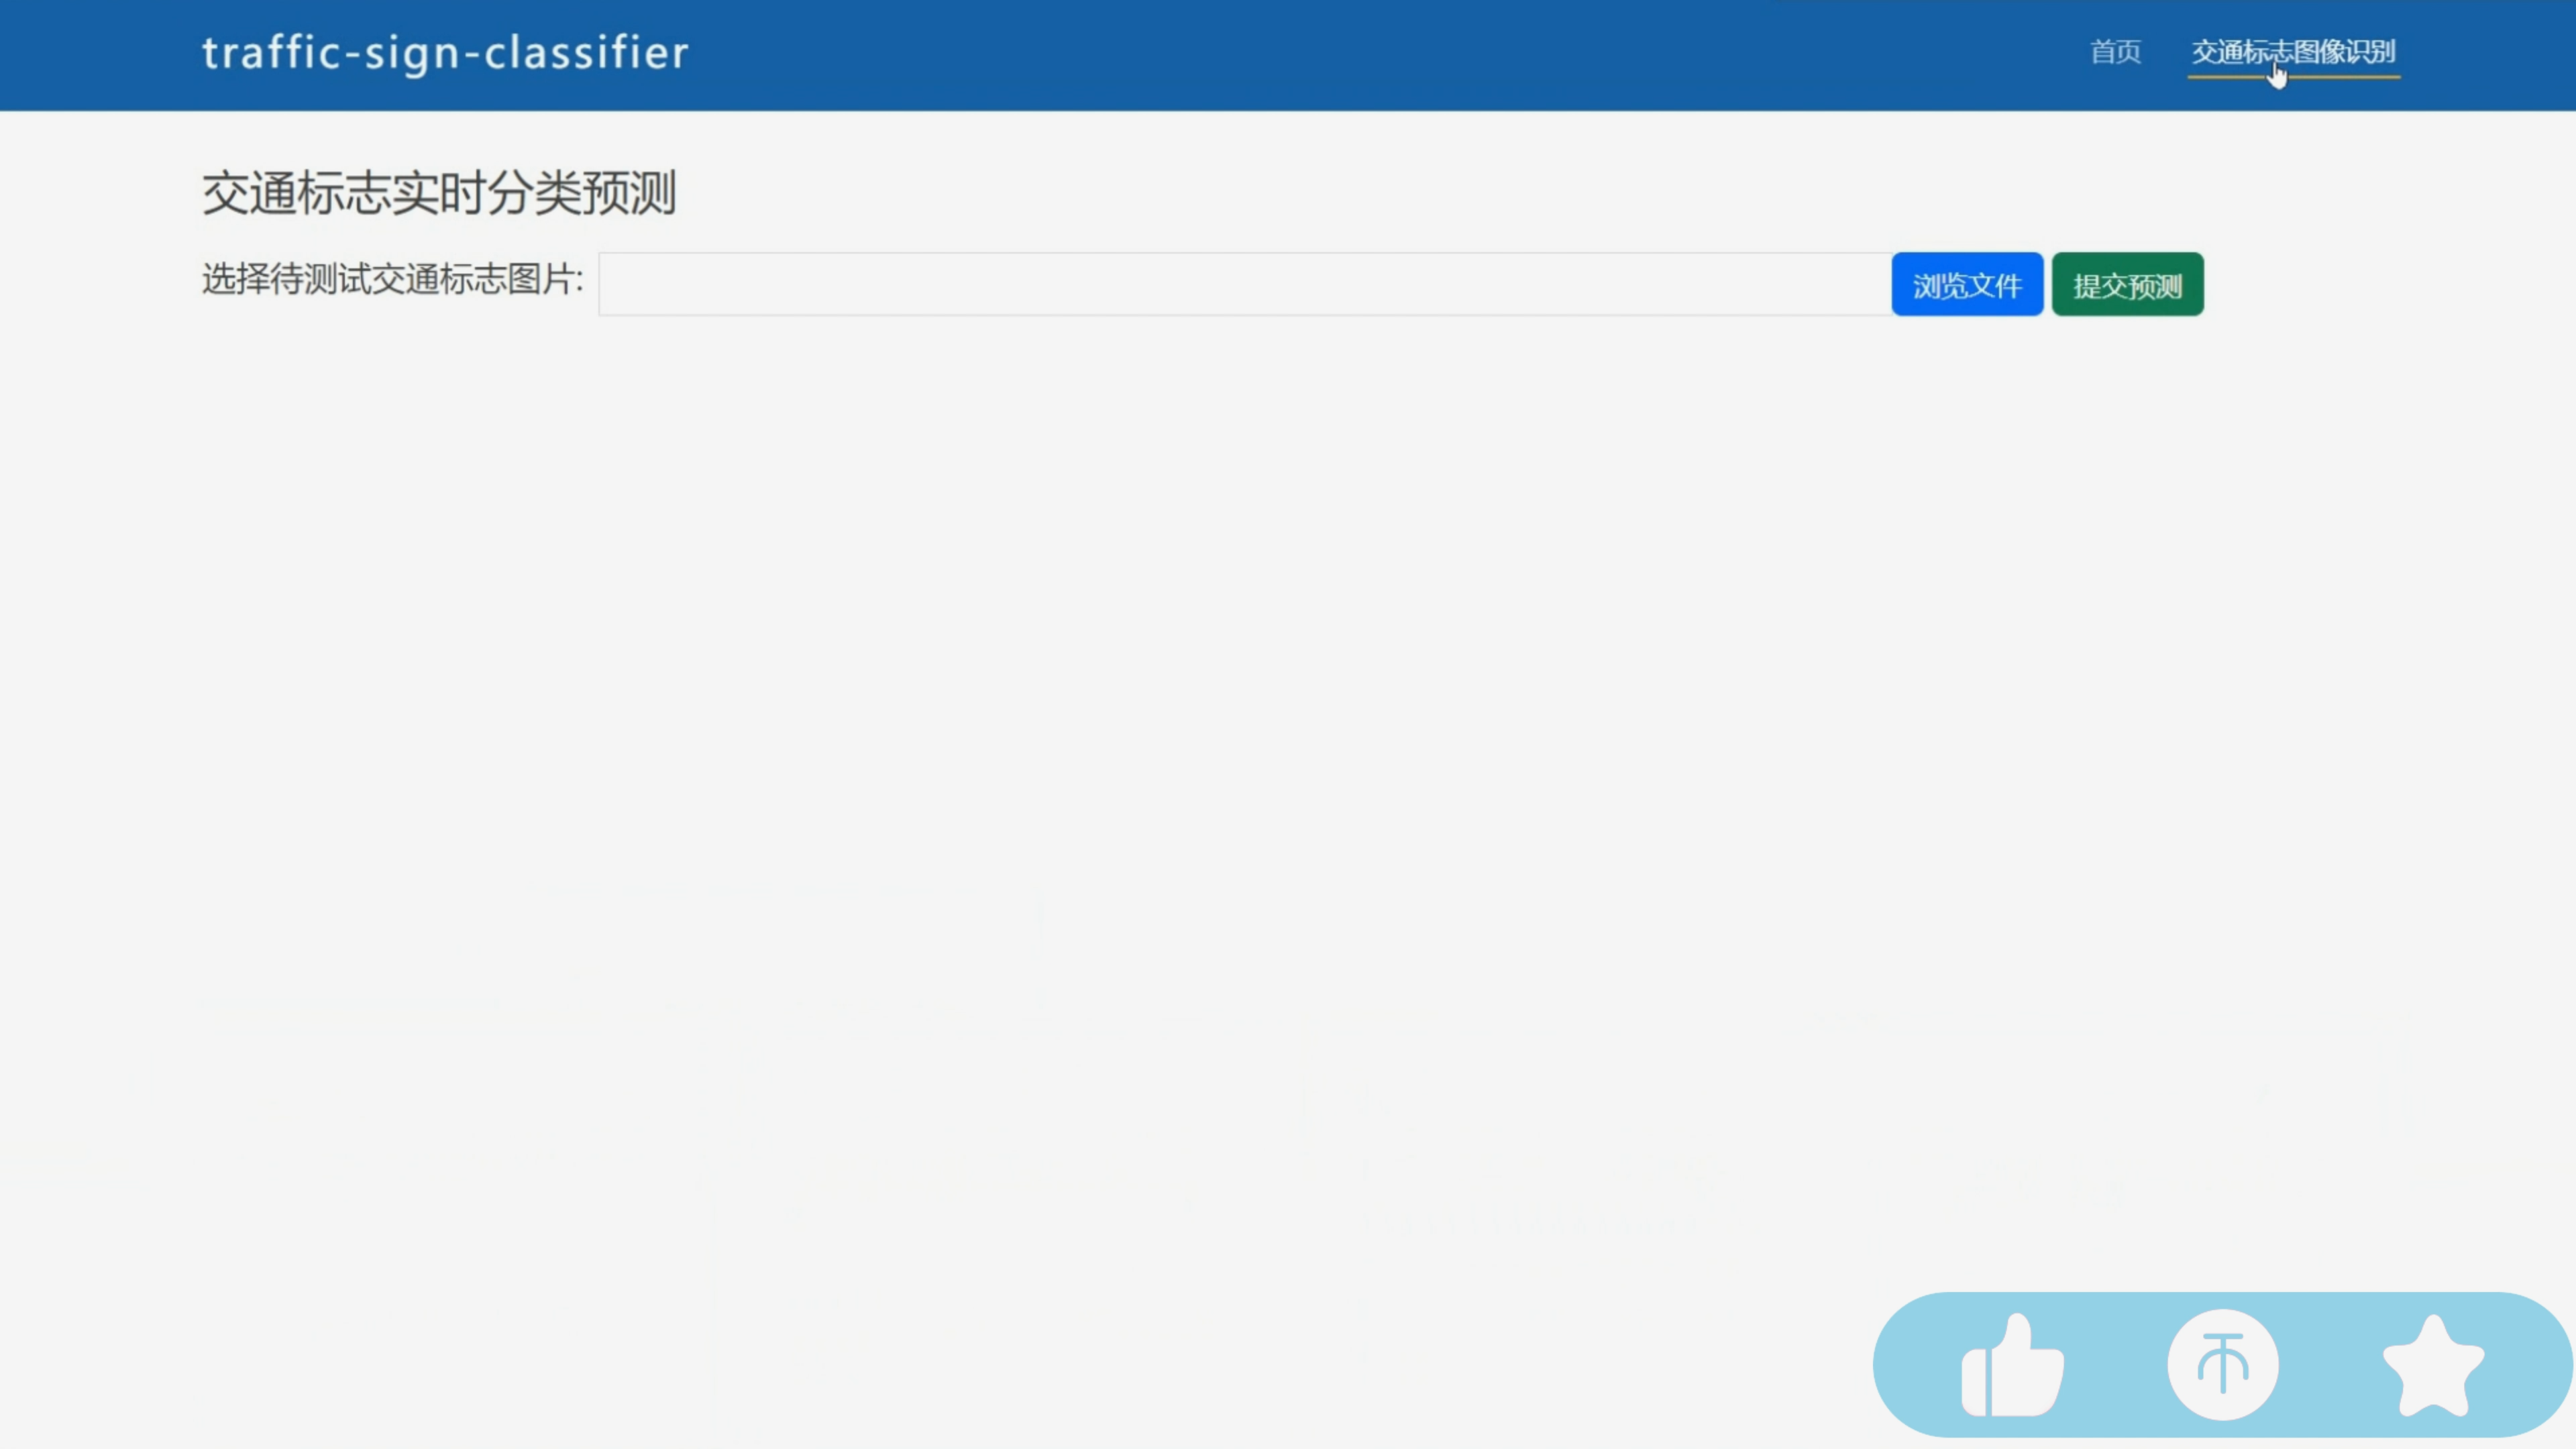 traffic-sign-classifier
首页
交通标志图像识别
交通标志实时分类预测
选择待测试交通标志图片:
浏览文件
提交预测